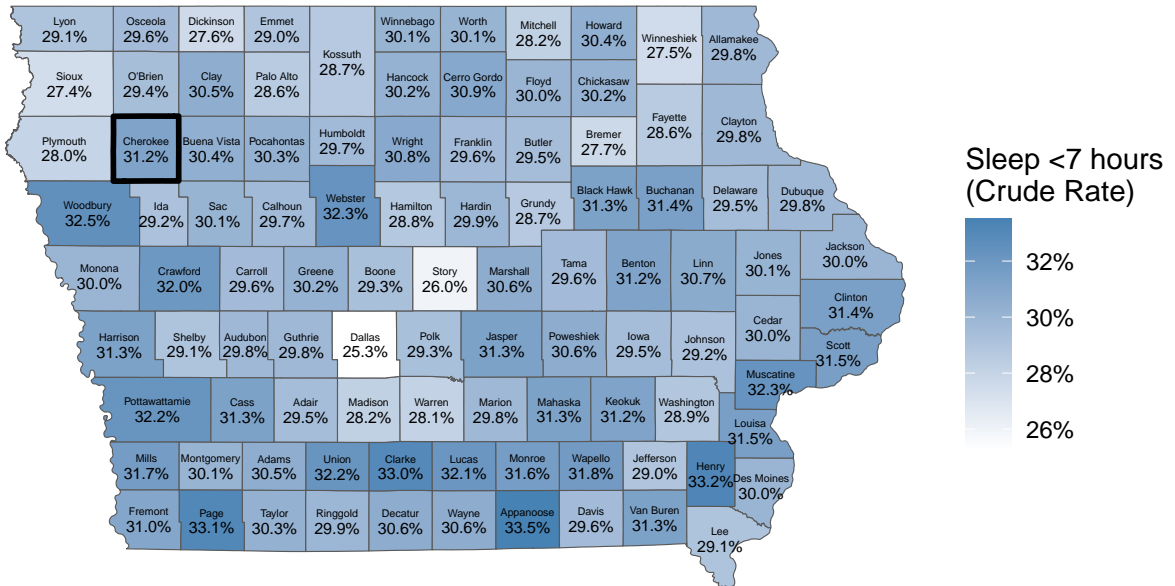 Lyon
29.1%
Osceola
29.6%
Dickinson
27.6%
Emmet
29.0%
Kossuth
28.7%
Winnebago
30.1%
Worth
30.1%
Mitchell
28.2%
Howard
30.4%
Winneshiek
27.5%
Allamakee
29.8%
Sioux
27.4%
O'Brien
29.4%
Clay
30.5%
Palo Alto
28.6%
Hancock
30.2%
Cerro Gordo
30.9%
Floyd
30.0%
Chickasaw
30.2%
Fayette
28.6%
Clayton
29.8%
Plymouth
28.0%
Cherokee
31.2%
Buena Vista
30.4%
Pocahontas
30.3%
Humboldt
29.7%
Wright
30.8%
Franklin
29.6%
Butler
29.5%
Bremer
27.7%
Woodbury
32.5%
Ida
29.2%
Sac
30.1%
Calhoun
29.7%
Webster
32.3%
Hamilton
28.8%
Hardin
29.9%
Grundy
28.7%
Black Hawk
31.3%
Buchanan
31.4%
Delaware
29.5%
Dubuque
29.8%
Monona
30.0%
Crawford
32.0%
Carroll
29.6%
Greene
30.2%
Boone
29.3%
Story
26.0%
Marshall
30.6%
Tama
29.6%
Benton
31.2%
Linn
30.7%
Jones
30.1%
Jackson
30.0%
Clinton
31.4%
Harrison
31.3%
Shelby
29.1%
Audubon
29.8%
Guthrie
29.8%
Dallas
25.3%
Polk
29.3%
Jasper
31.3%
Poweshiek
30.6%
Iowa
29.5%
Johnson
29.2%
Cedar
30.0%
Scott
31.5%
Muscatine
32.3%
Pottawattamie
32.2%
Cass
31.3%
Adair
29.5%
Madison
28.2%
Warren
28.1%
Marion
29.8%
Mahaska
31.3%
Keokuk
31.2%
Washington
28.9%
Louisa
31.5%
Mills
31.7%
Montgomery
30.1%
Adams
30.5%
Union
32.2%
Clarke
33.0%
Lucas
32.1%
Monroe
31.6%
Wapello
31.8%
Jefferson
29.0%
Henry
33.2%
Des Moines
30.0%
Fremont
31.0%
Page
33.1%
Taylor
30.3%
Ringgold
29.9%
Decatur
30.6%
Wayne
30.6%
Appanoose
33.5%
Davis
29.6%
Van Buren
31.3%
Lee
29.1%
Sleep <7 hours
(Crude Rate)
32%
30%
28%
26%